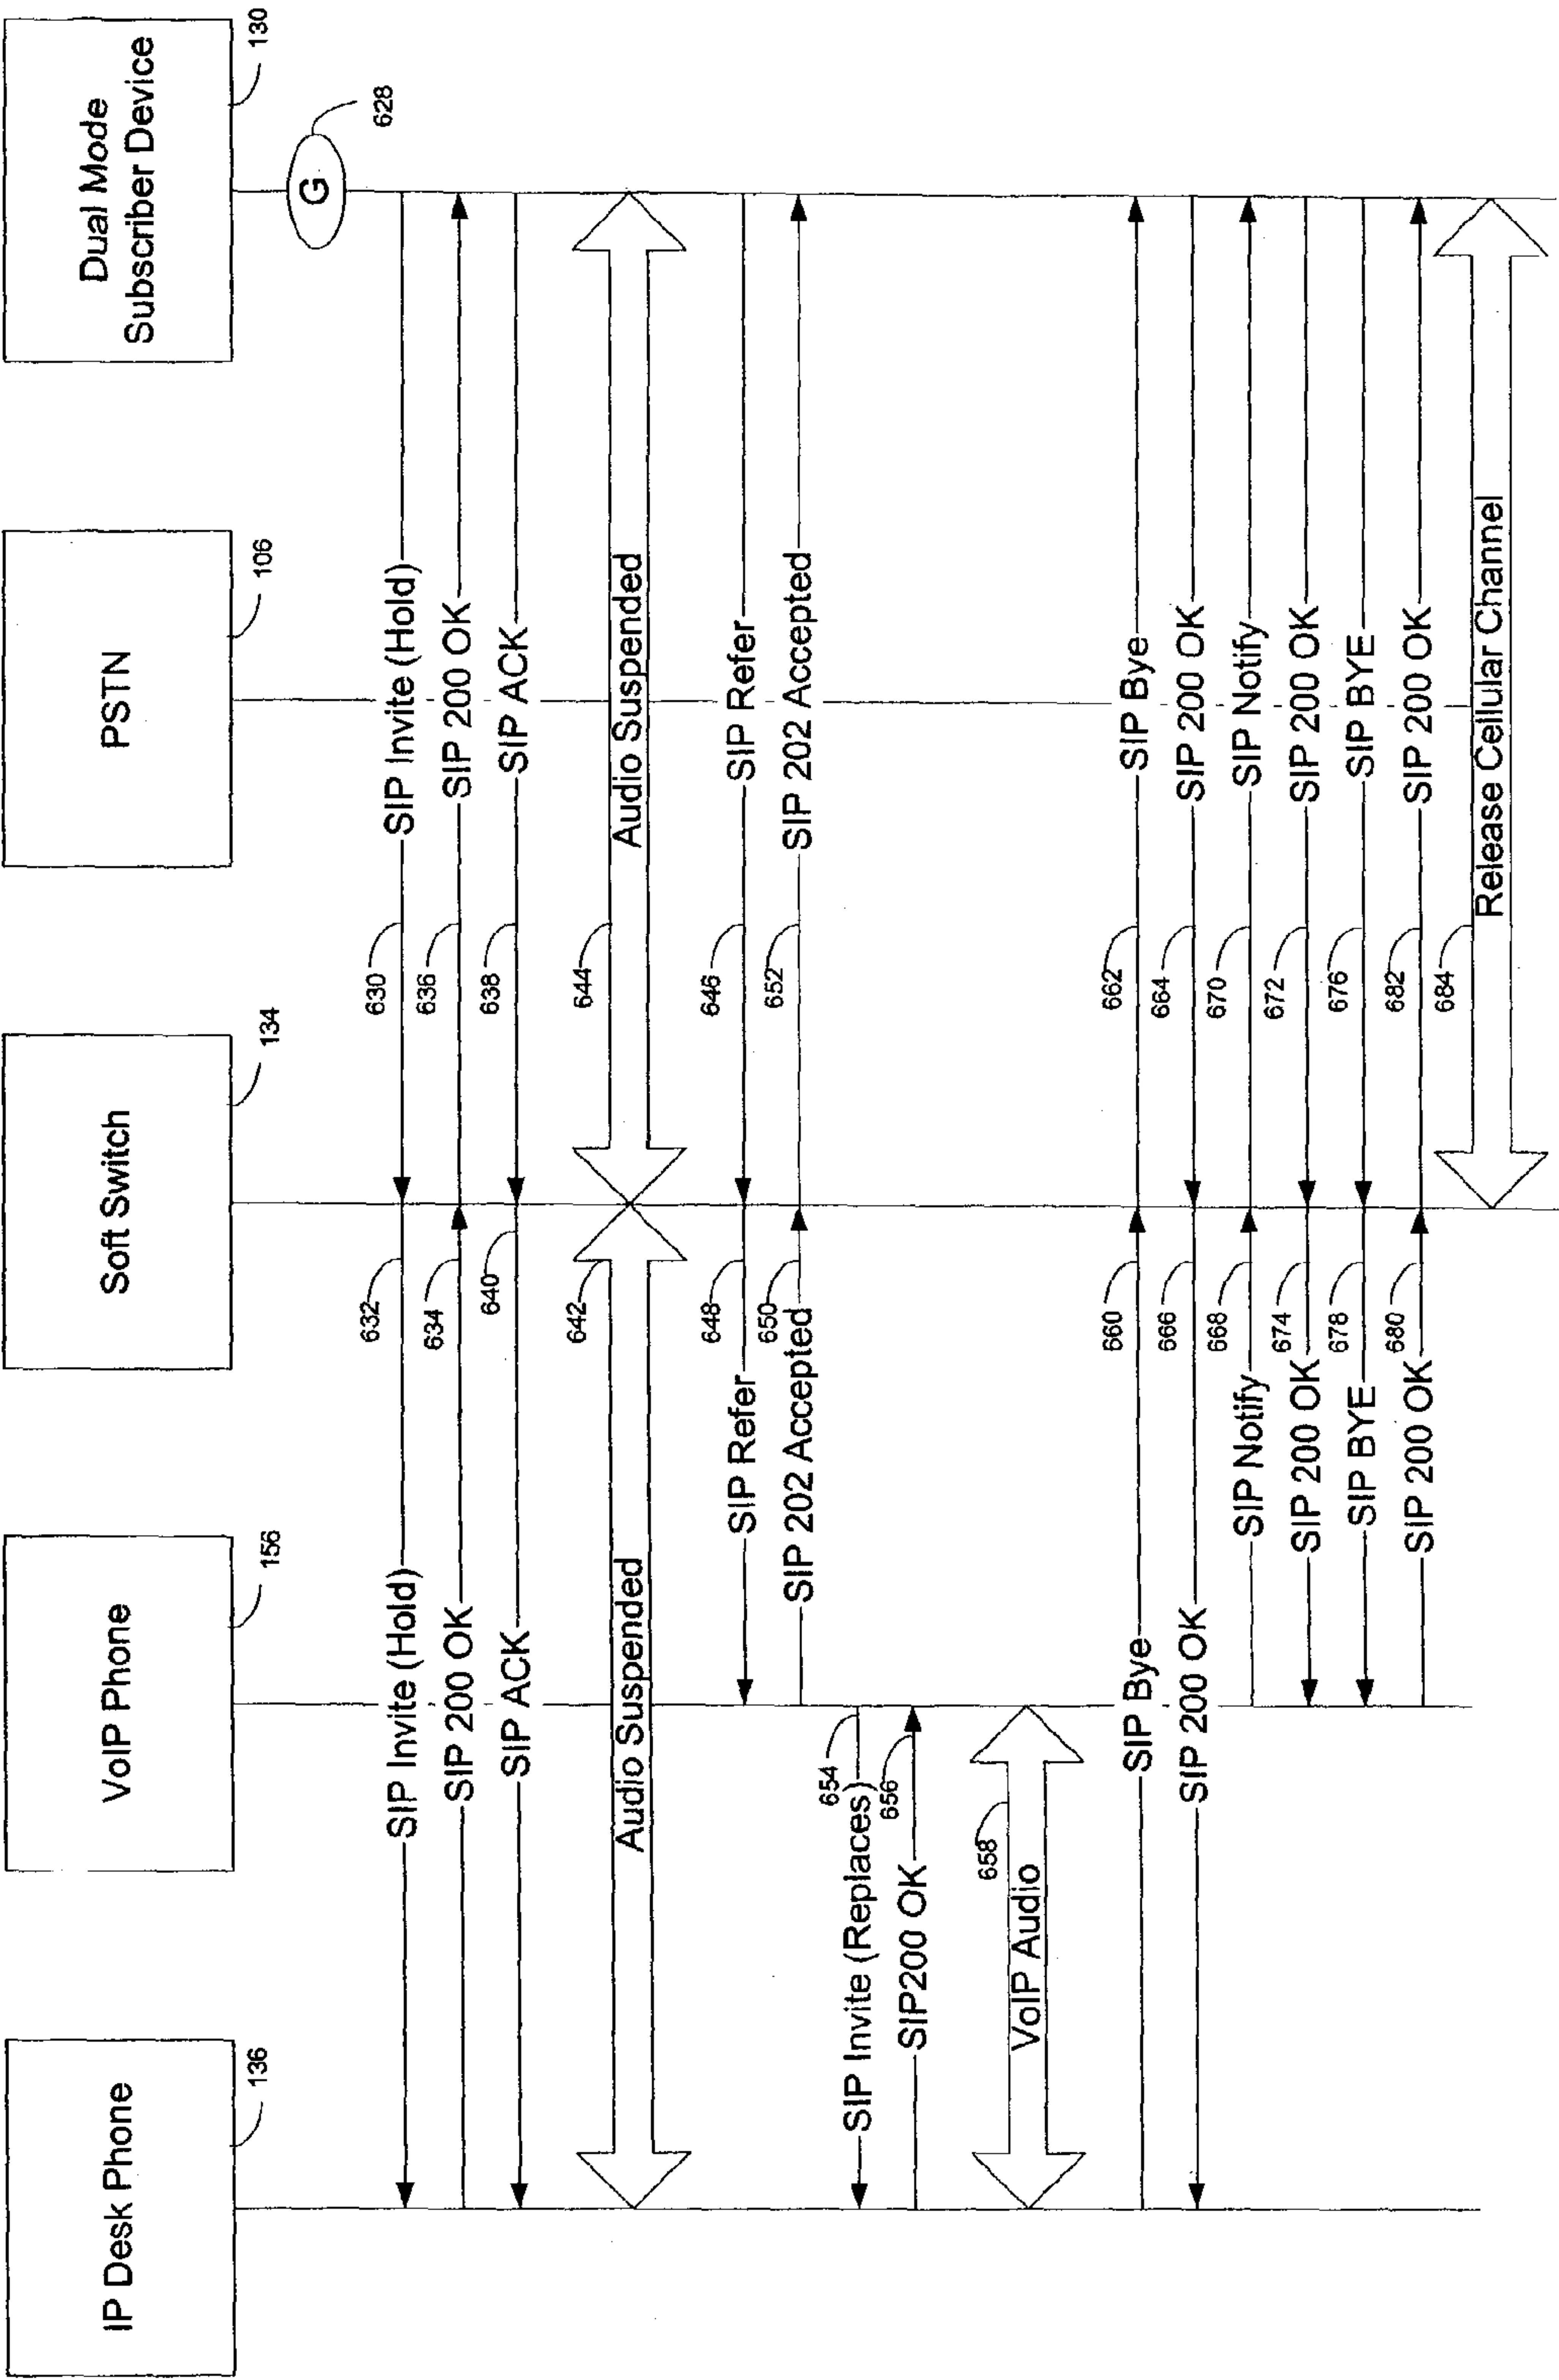 IP Desk Phone
136
VoIP Phone
156
Soft Switch
134
PSTN
106
Dual Mode
Subscriber Device
130
G
628
SIP Invite (Hold)
632
630
SIP Invite (Hold)
SIP 200 OK
634
636
SIP 200 OK
SIP ACK
640
638
SIP ACK
Audio Suspended
642
644
Audio Suspended
SIP Refer
648
646
SIP Refer
SIP 202 Accepted
650
652
SIP 202 Accepted
SIP Invite (Replaces)
654
SIP200 OK
656
VoIP Audio
658
SIP Bye
660
662
SIP Bye
SIP 200 OK
666
664
SIP 200 OK
SIP Notify
668
670
SIP Notify
SIP 200 OK
674
672
SIP 200 OK
SIP BYE
678
676
SIP BYE
SIP 200 OK
680
682
SIP 200 OK
684
Release Cellular Channel